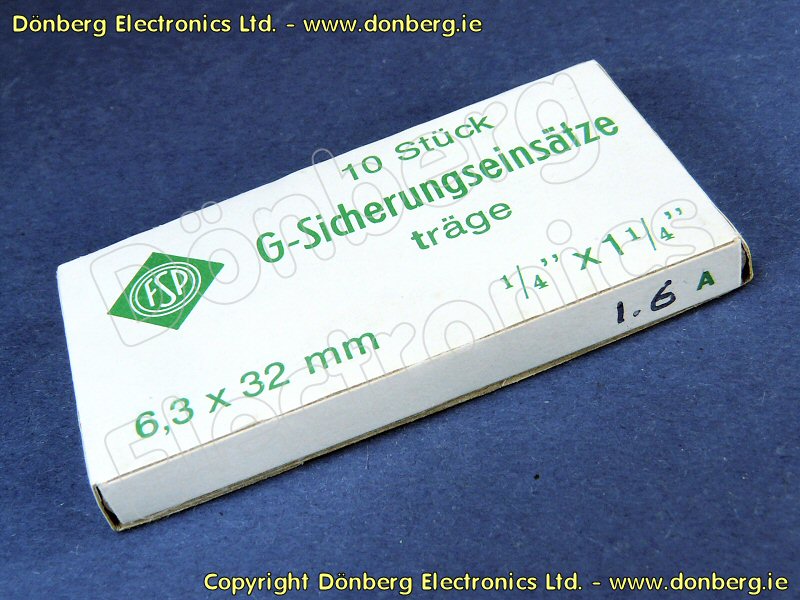 Dönberg Electronics Ltd. - www.donberg.ie
10 Stück
G-Sicherungseinsätze
träge
FSP
1/4" x 1 1/4"
6,3 x 32 mm
1.6 A
Dönberg
Electronics
Copyright Dönberg Electronics Ltd. - www.donberg.ie